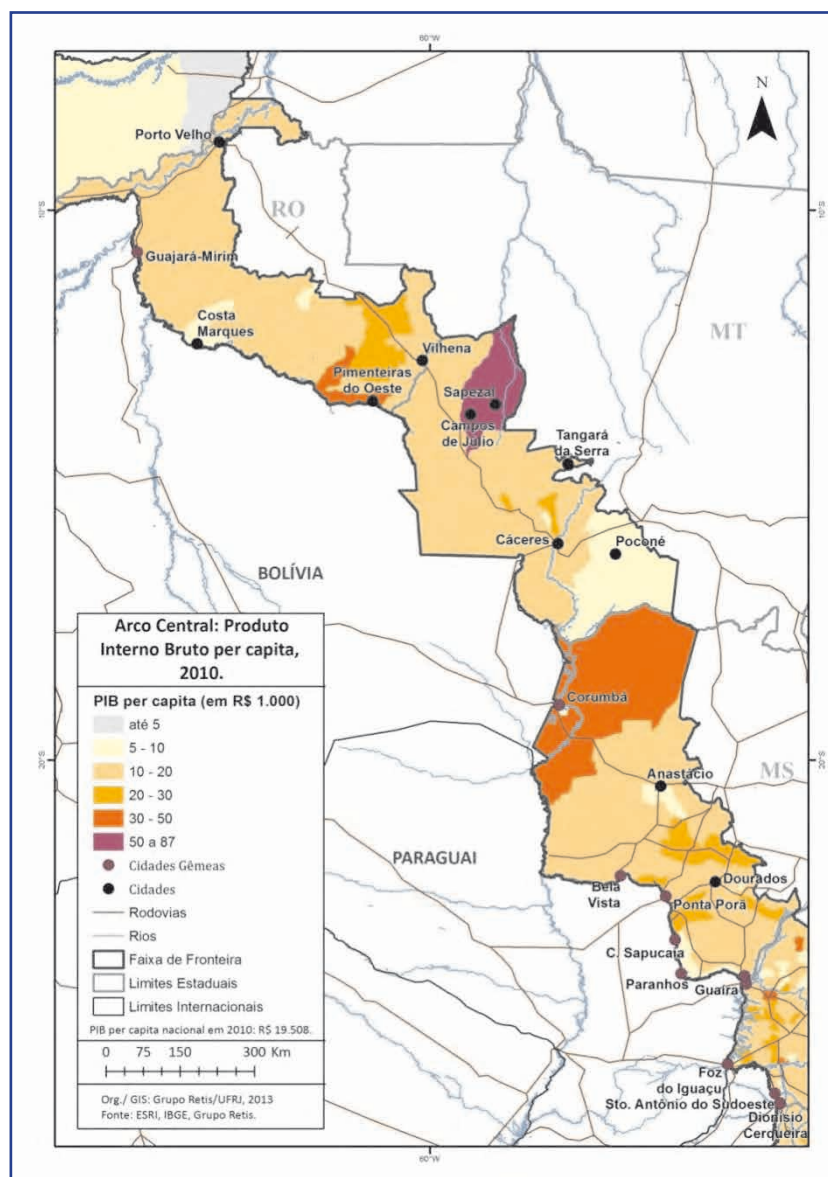 60°W
N
Porto Velho
10°S
10°S
RO
Guajará-Mirim
MT
Costa
Marques
Vilhena
Pimenteiras
do Oeste
Sapezal
Campos
de Júlio
Tangará
da Serra
Cáceres
Poconé
BOLÍVIA
Corumbá
20°S
20°S
Anastácio
MS
PARAGUAI
Dourados
Bela
Vista
Ponta Porã
C. Sapucaia
Paranhos
Guaíra
Foz
do Iguaçu
Sto. Antônio do Sudoeste
Dionísio
Cerqueira
60°W
Arco Central: Produto
Interno Bruto per capita,
2010.
PIB per capita (em R$ 1.000)
até 5
5 - 10
10 - 20
20 - 30
30 - 50
50 a 87
Cidades Gêmeas
Cidades
Rodovias
Rios
Faixa de Fronteira
Limites Estaduais
Limites Internacionais
PIB per capita nacional em 2010: R$ 19.508.
0 75 150 300 Km
Org./ GIS: Grupo Retis/UFRJ, 2013
Fonte: ESRI, IBGE, Grupo Retis.